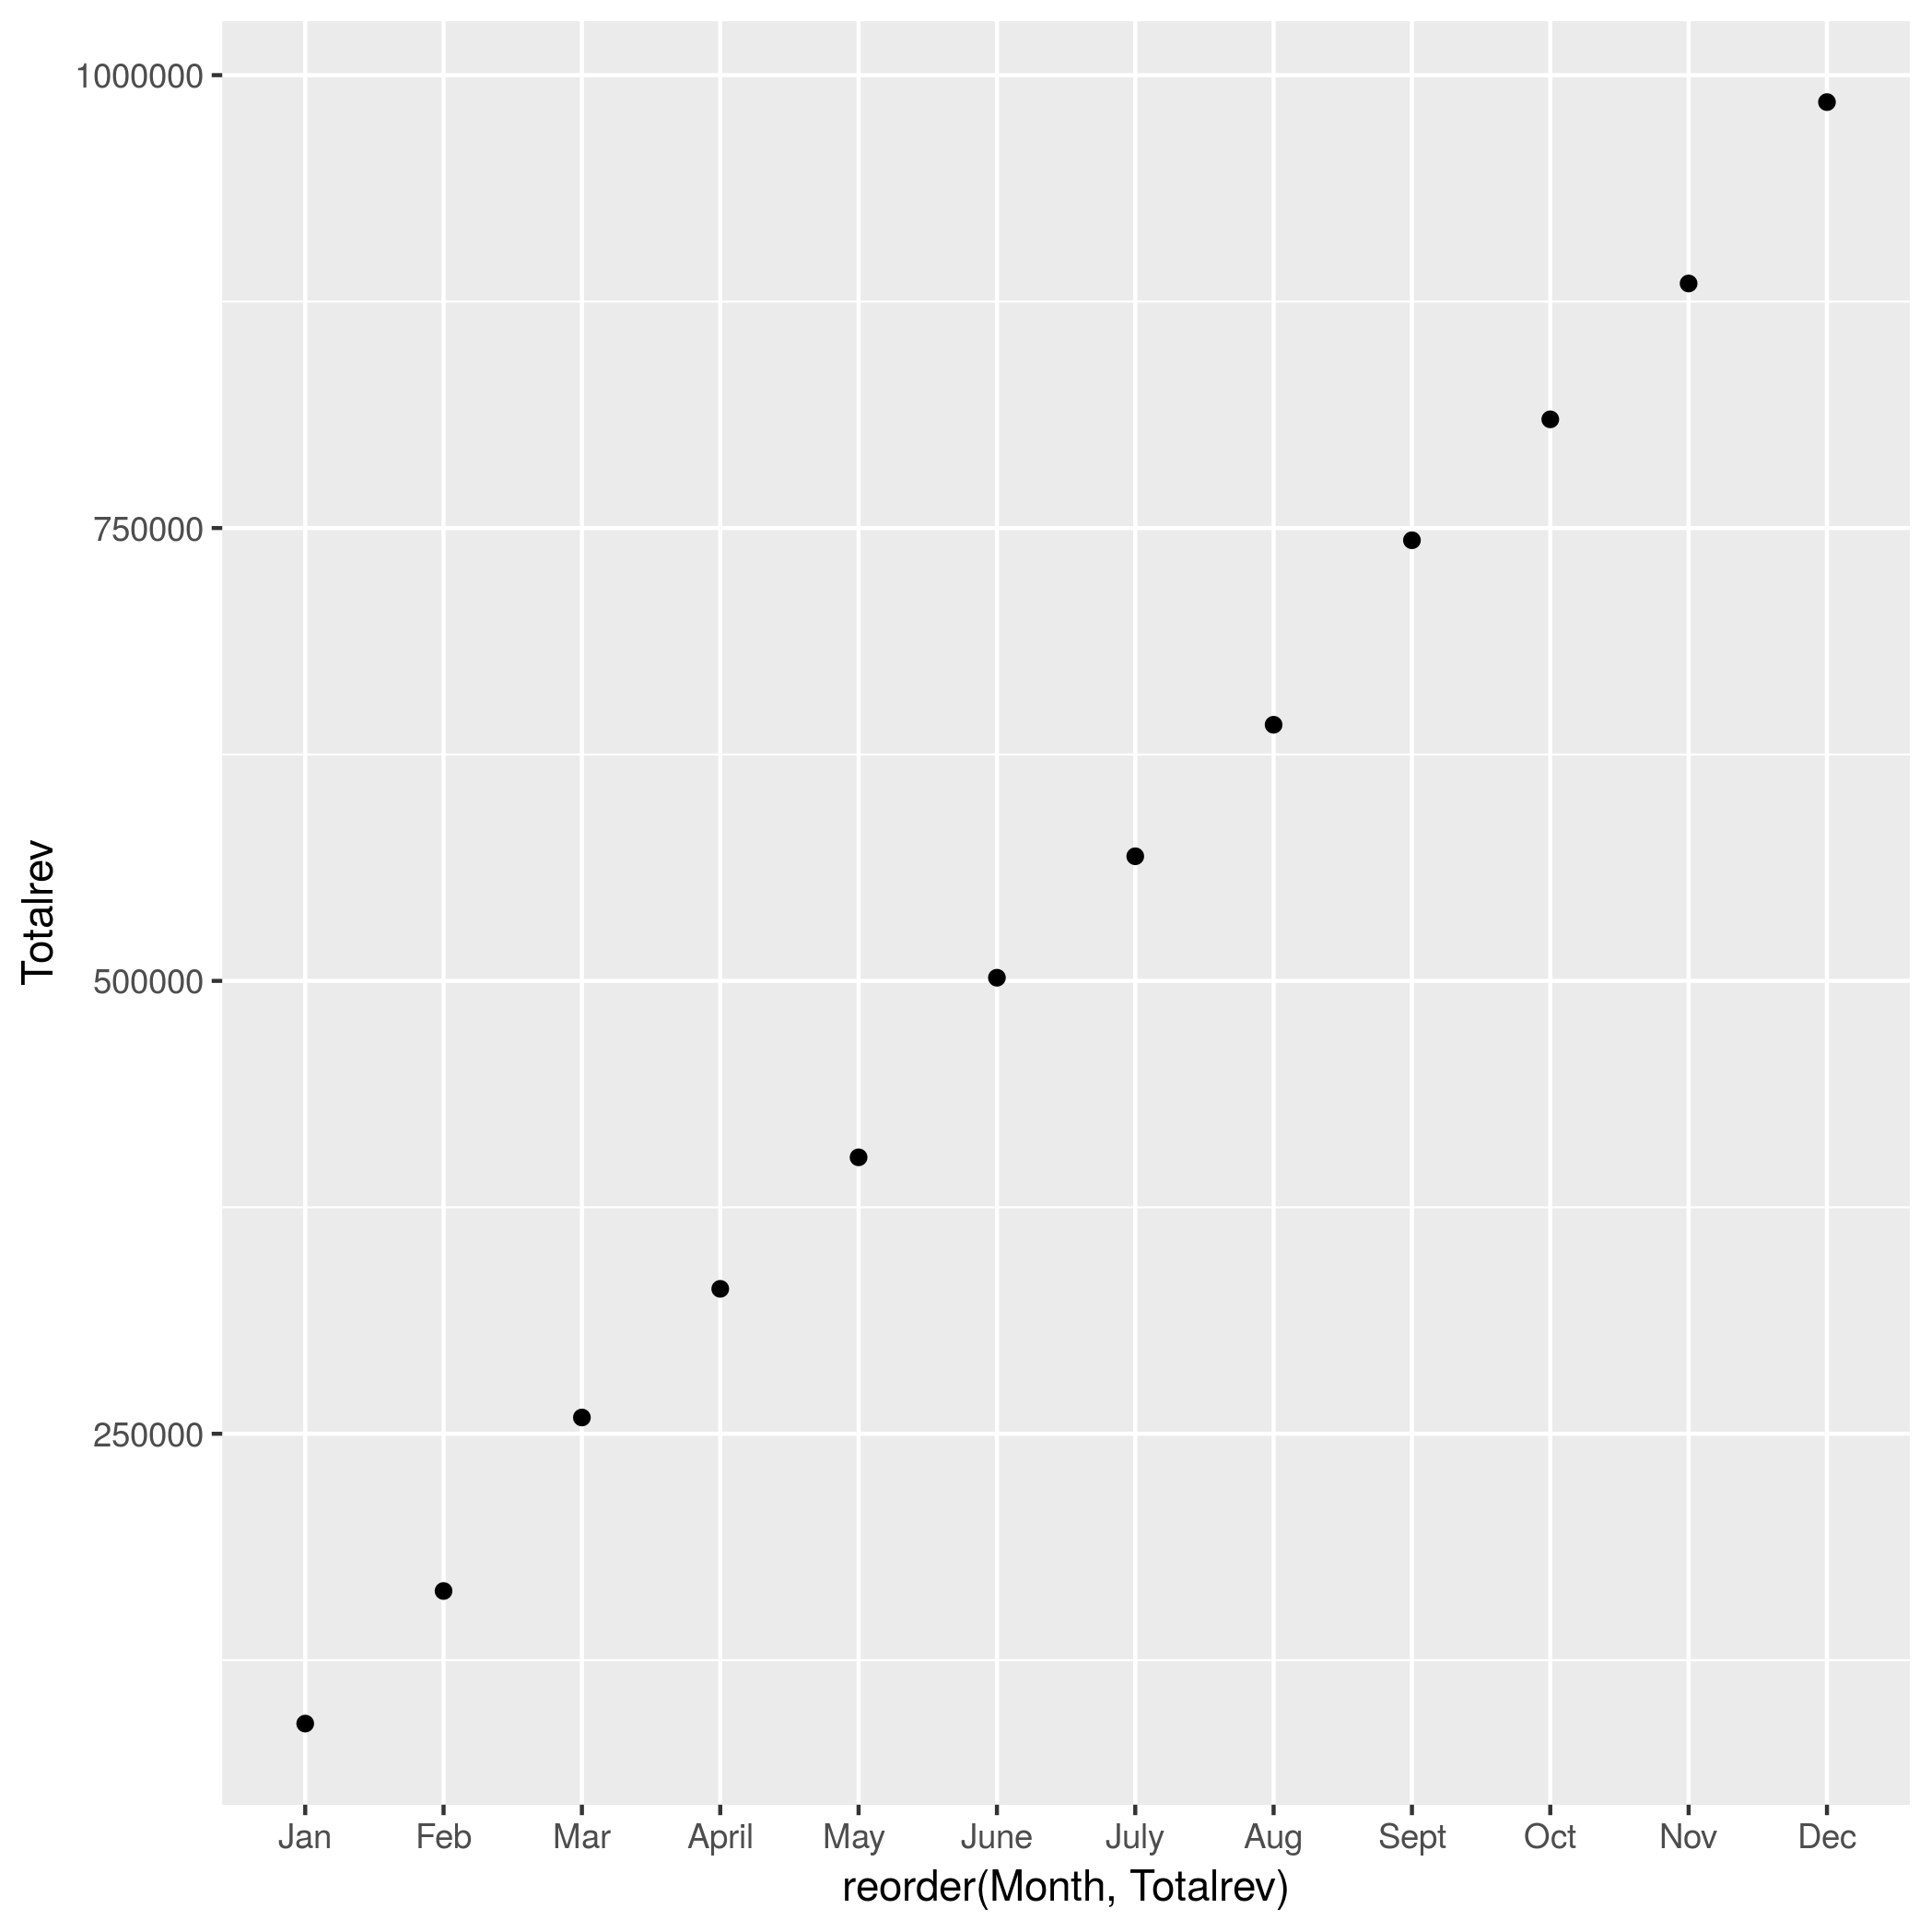 1000000
750000
500000
250000
Totalrev
Jan Feb Mar April May June July Aug Sept Oct Nov Dec
reorder(Month, Totalrev)